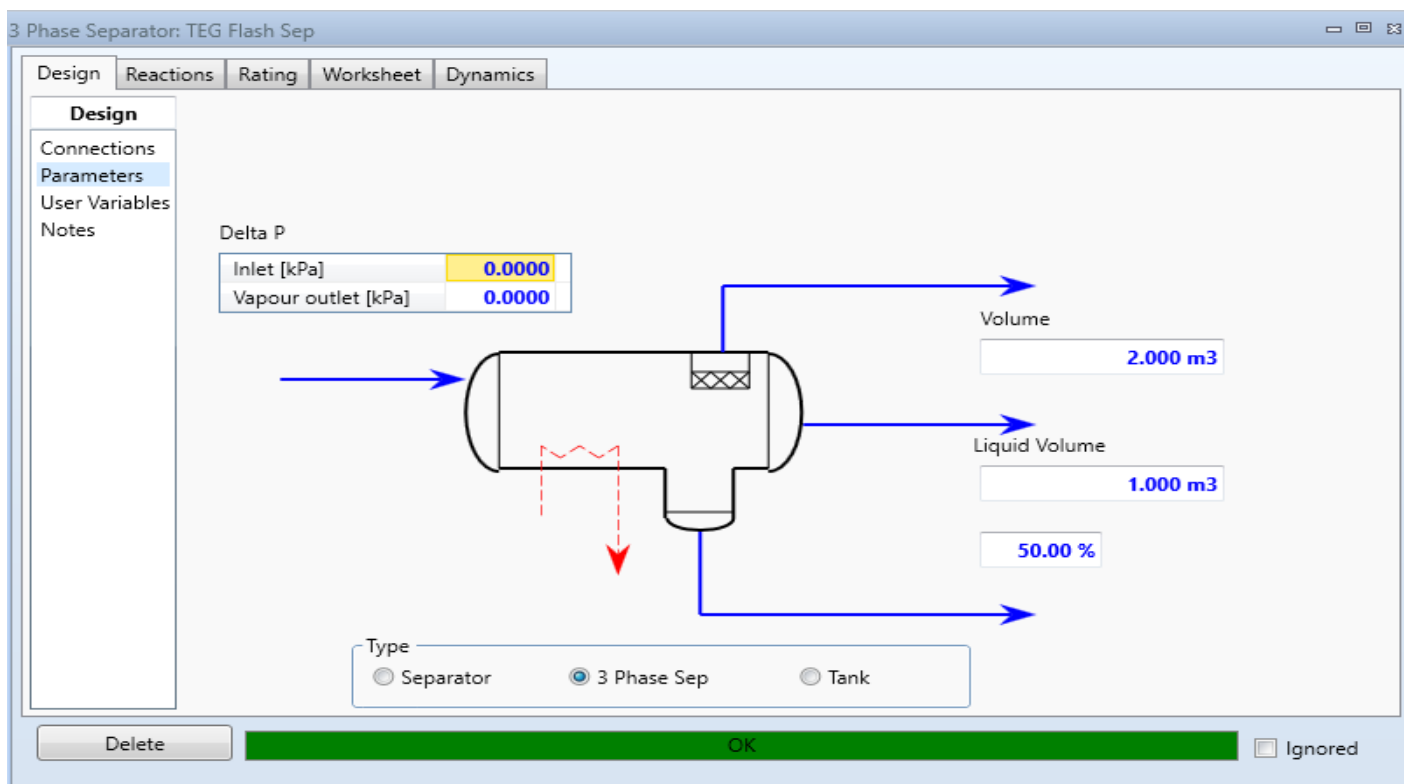 3 Phase Separator: TEG Flash Sep
Design Reactions Rating Worksheet Dynamics
Design
Connections
Parameters
User Variables
Notes
Delta P
Inlet [kPa] 0.0000
Vapour outlet [kPa] 0.0000
Volume
2.000 m3
Liquid Volume
1.000 m3
50.00 %
Type
Separator 3 Phase Sep Tank
Delete OK Ignored